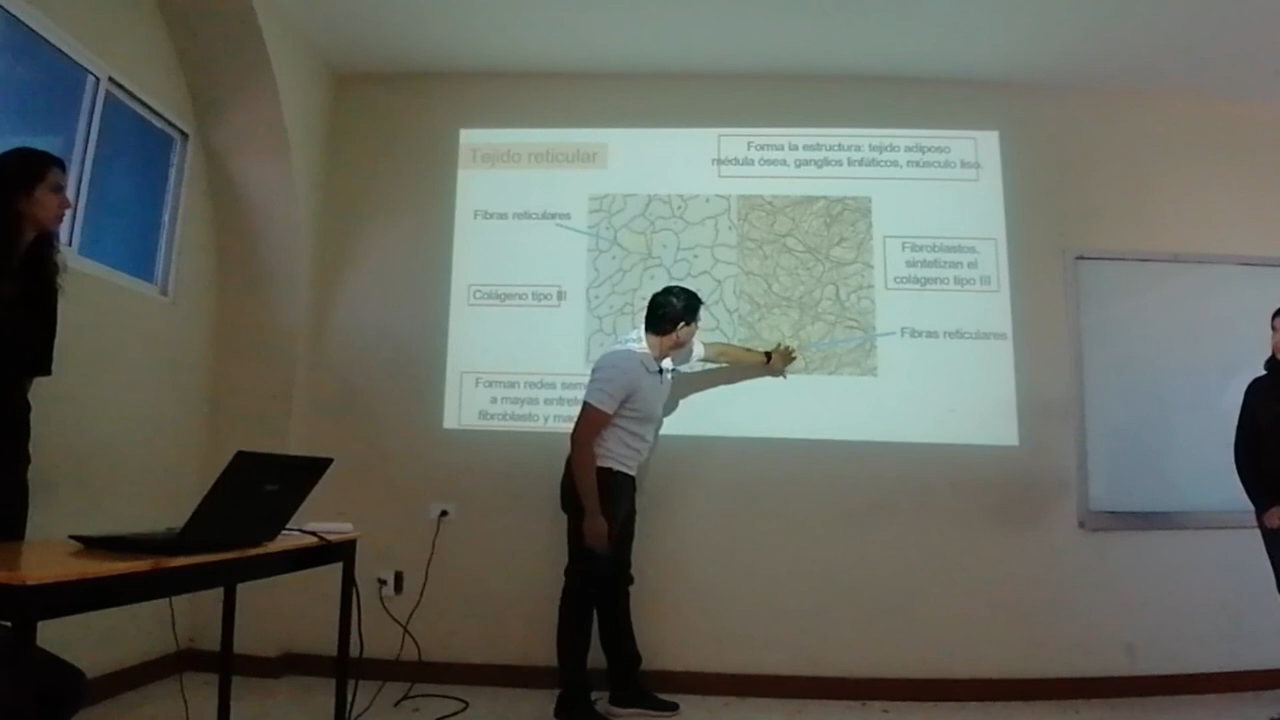 Tejido reticular
Forma la estructura: tejido adiposo
médula ósea, ganglios linfáticos, músculo liso.
Fibras reticulares
Fibroblastos.
sintetizan el
colágeno tipo III
Colágeno tipo III
Fibras reticulares
Forman redes
a mayas
fibroblasto y